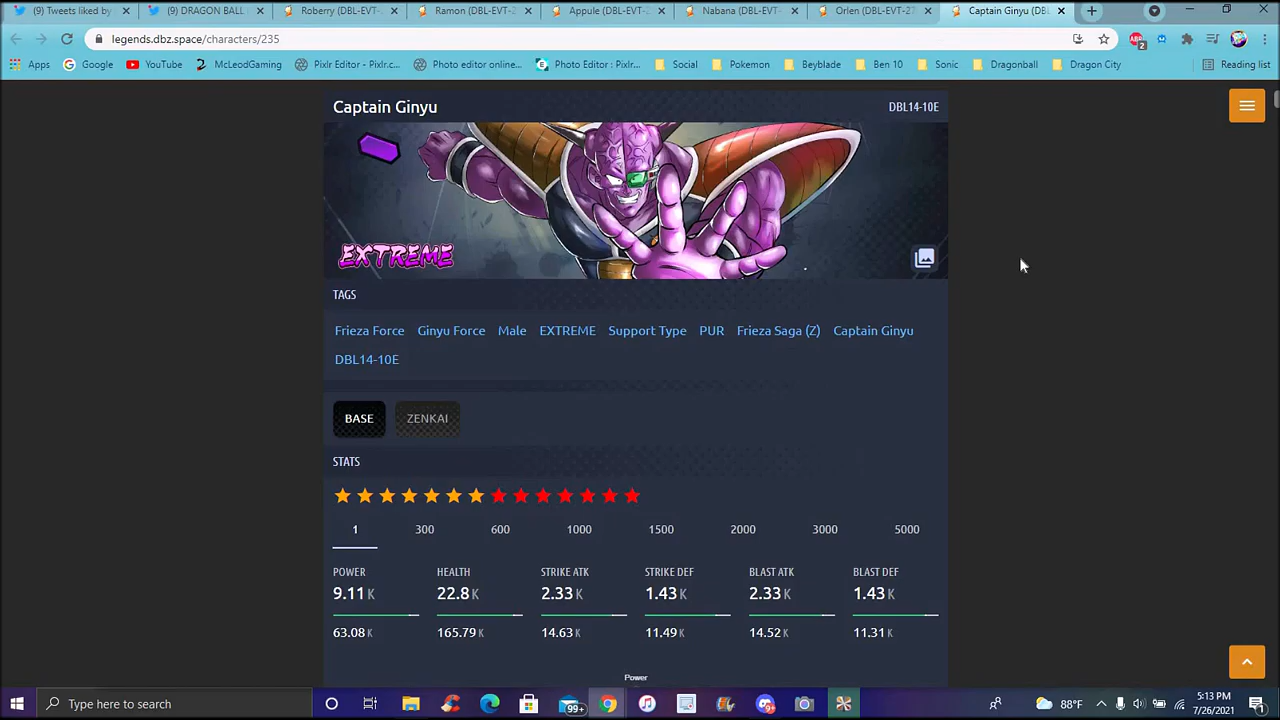 (9) Tweets liked by
(9) DRAGON BALL
Roberry (DBL-EVT-
Ramon (DBL-EVT-2
Appule (DBL-EVT-2
Nabana (DBL-EVT-
Orlen (DBL-EVT-27
Captain Ginyu (DBL
legends.dbz.space/characters/235
ABP
2
Apps
Google
YouTube
McLeodGaming
Pixlr Editor - Pixlr.c...
Photo editor online...
Photo Editor : Pixlr...
Social
Pokemon
Beyblade
Ben 10
Sonic
Dragonball
Dragon City
Reading list
Captain Ginyu
DBL14-10E
EXTREME
TAGS
Frieza Force Ginyu Force Male EXTREME Support Type PUR Frieza Saga (Z) Captain Ginyu
DBL14-10E
BASE ZENKAI
STATS
1 300 600 1000 1500 2000 3000 5000
POWER HEALTH STRIKE ATK STRIKE DEF BLAST ATK BLAST DEF
9.11 K 22.8 K 2.33 K 1.43 K 2.33 K 1.43 K
63.08 K 165.79 K 14.63 K 11.49 K 14.52 K 11.31 K
Power
Type here to search
99+
88°F
5:13 PM
7/26/2021
1